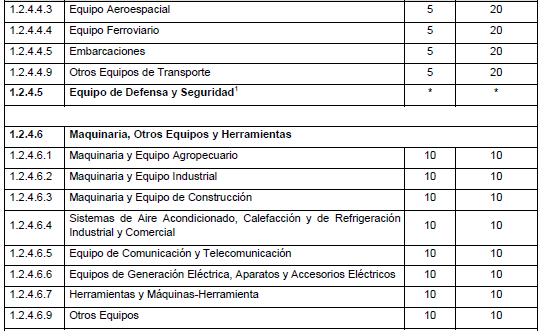 1.2.4.4.3 Equipo Aeroespacial 5 20
1.2.4.4.4 Equipo Ferroviario 5 20
1.2.4.4.5 Embarcaciones 5 20
1.2.4.4.9 Otros Equipos de Transporte 5 20
1.2.4.5 Equipo de Defensa y Seguridad¹ * *
1.2.4.6 Maquinaria, Otros Equipos y Herramientas
1.2.4.6.1 Maquinaria y Equipo Agropecuario 10 10
1.2.4.6.2 Maquinaria y Equipo Industrial 10 10
1.2.4.6.3 Maquinaria y Equipo de Construcción 10 10
1.2.4.6.4 Sistemas de Aire Acondicionado, Calefacción y de Refrigeración
Industrial y Comercial 10 10
1.2.4.6.5 Equipo de Comunicación y Telecomunicación 10 10
1.2.4.6.6 Equipos de Generación Eléctrica, Aparatos y Accesorios Eléctricos 10 10
1.2.4.6.7 Herramientas y Máquinas-Herramienta 10 10
1.2.4.6.9 Otros Equipos 10 10